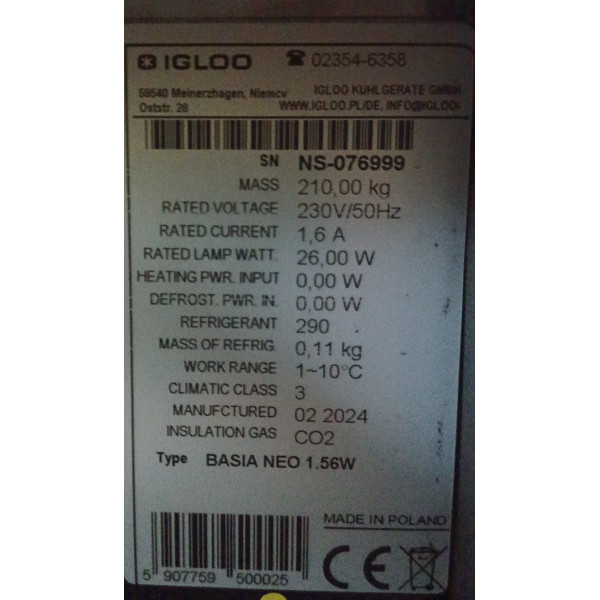 IGLOO ☎ 02354-6358
58540 Meinerzhagen, Niemcy IGLOO KUHLGERATE GMBH
Oststr. 28 WWW.IGLOO.PL/DE, INFO@IGLOO-
SN NS-076999
MASS 210,00 kg
RATED VOLTAGE 230V/50Hz
RATED CURRENT 1,6 A
RATED LAMP WATT. 26,00 W
HEATING PWR. INPUT 0,00 W
DEFROST. PWR. IN. 0,00 W
REFRIGERANT 290
MASS OF REFRIG. 0,11 kg
WORK RANGE 1~10°C
CLIMATIC CLASS 3
MANUFCTURED 02 2024
INSULATION GAS CO2
Type BASIA NEO 1.56W
MADE IN POLAND
CE
5 907759 500025